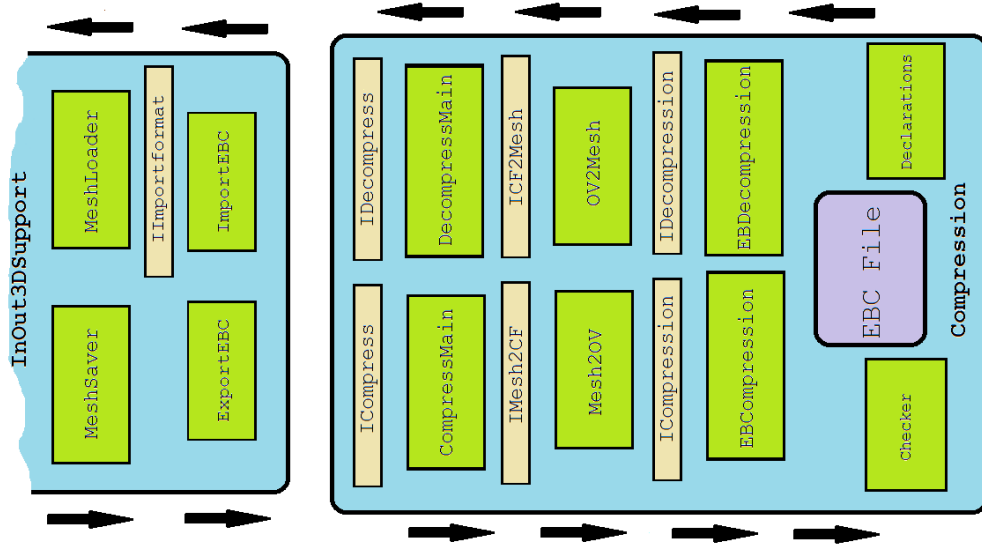 InOut3DSupport
MeshLoader
MeshSaver
IImportformat
ImportEBC
ExportEBC
IDecompress
ICompress
DecompressMain
CompressMain
ICF2Mesh
IMesh2CF
OV2Mesh
Mesh2OV
IDecompression
ICompression
EBDecompression
EBCompression
Declarations
EBC File
Checker
Compression